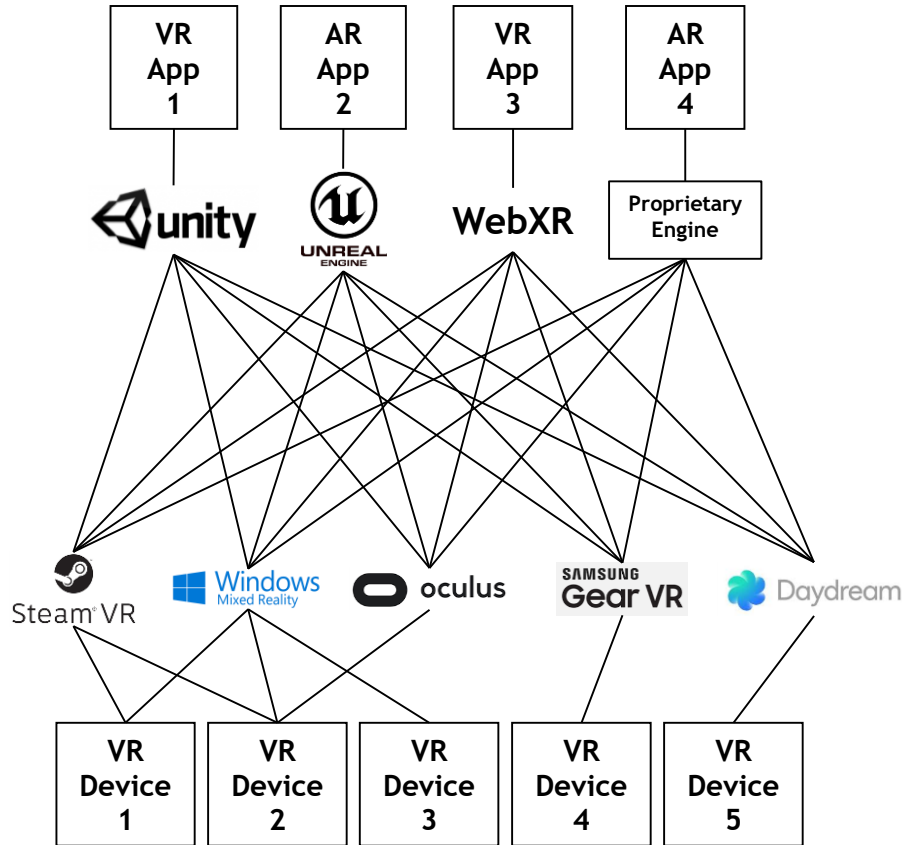 VR
App
1
AR
App
2
VR
App
3
AR
App
4
unity
UNREAL
ENGINE
WebXR
Proprietary
Engine
Steam VR
Windows
Mixed Reality
oculus
SAMSUNG
Gear VR
Daydream
VR
Device
1
VR
Device
2
VR
Device
3
VR
Device
4
VR
Device
5